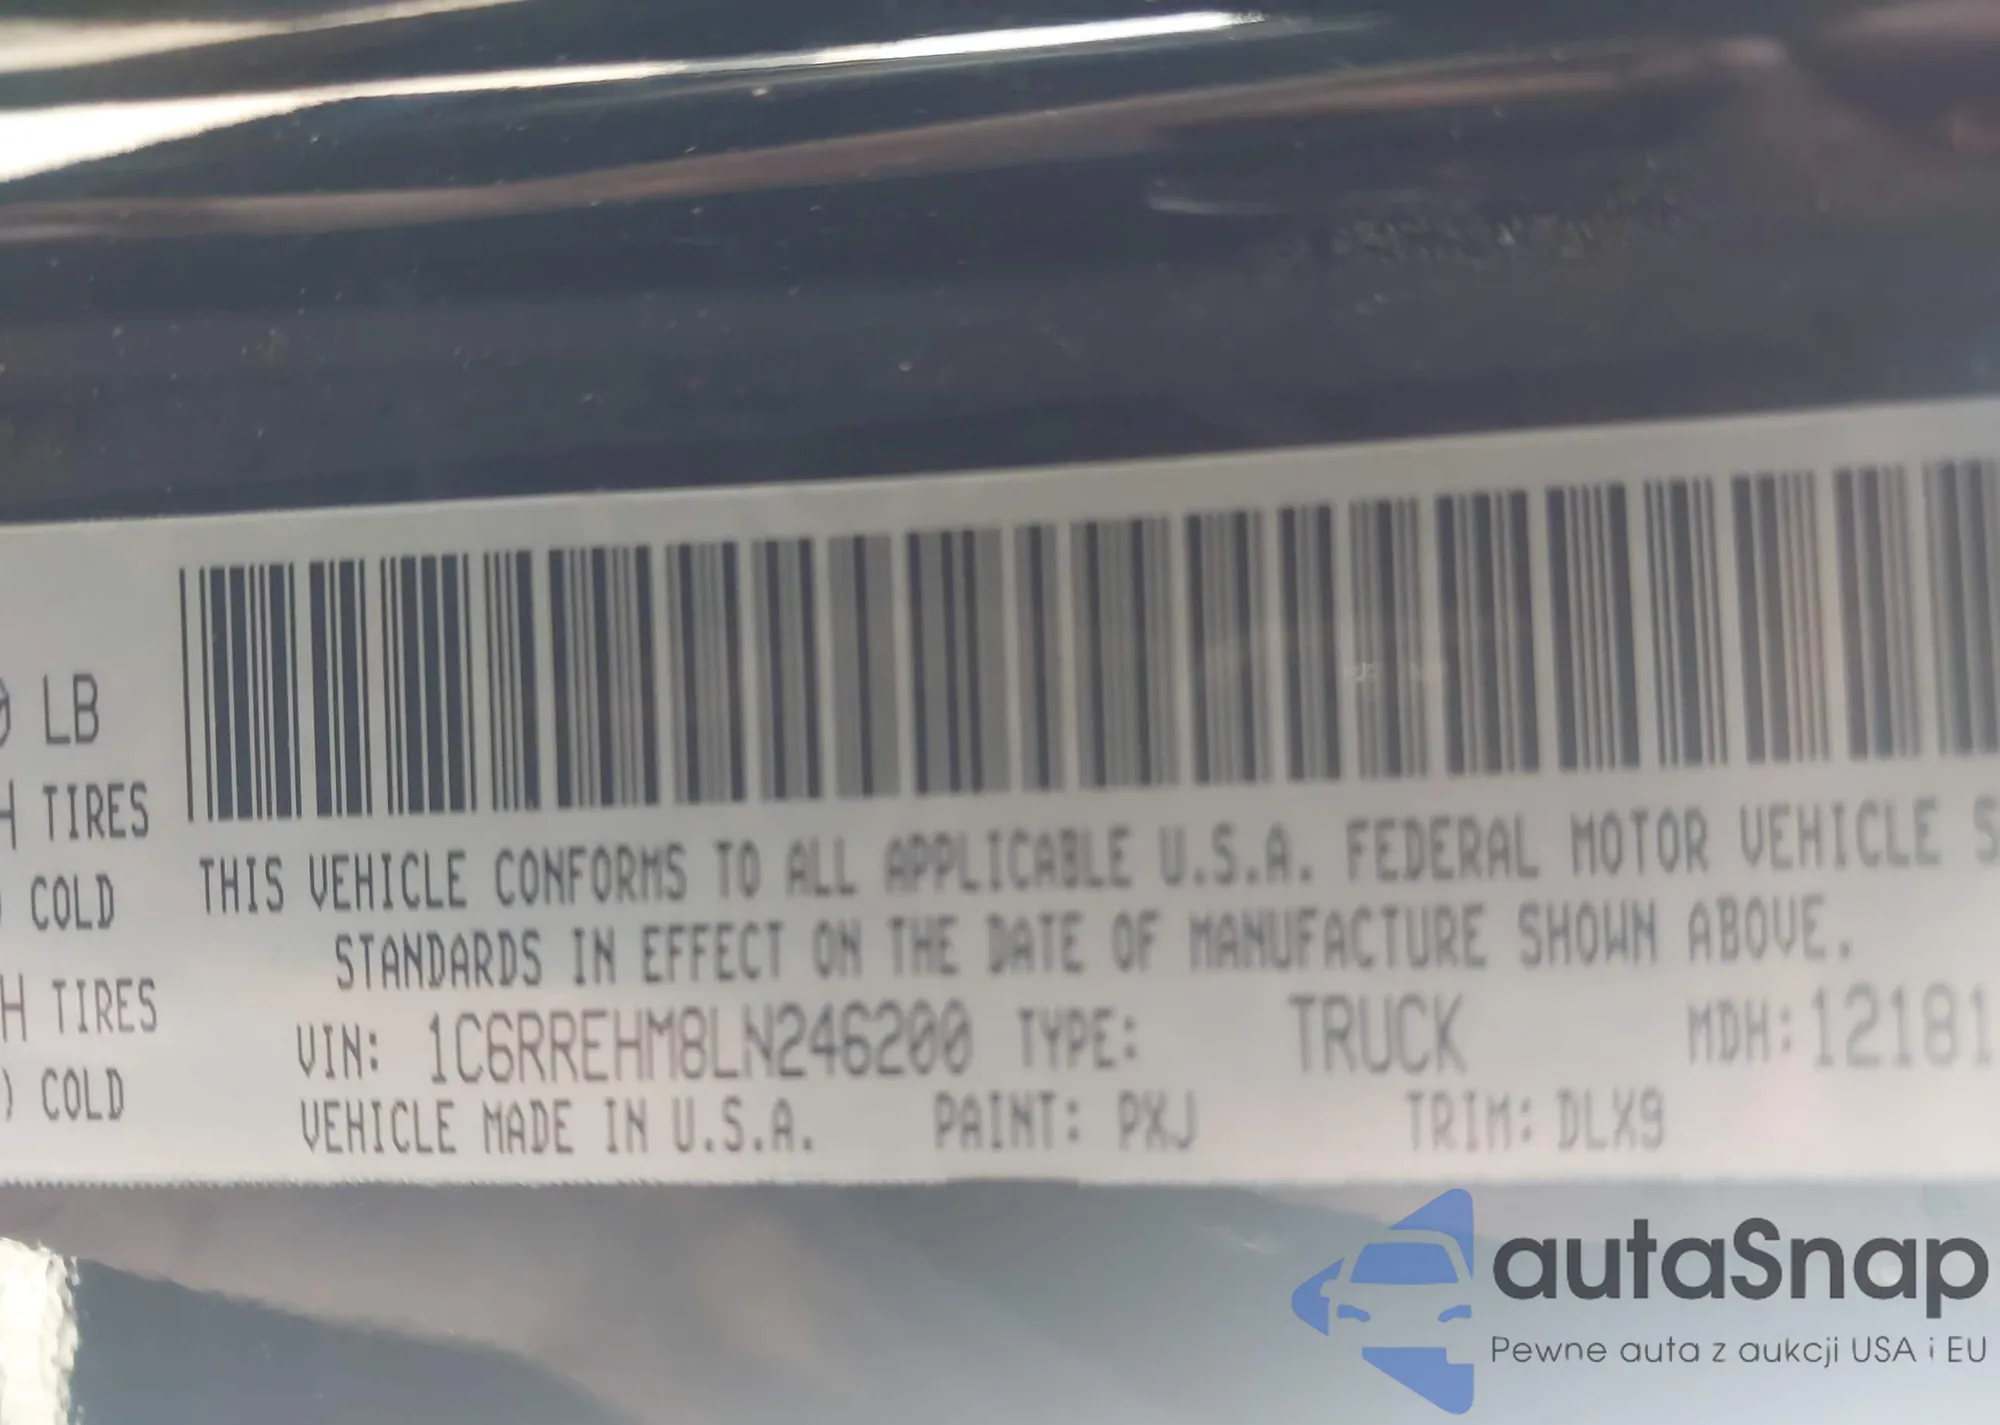 0 LB
H TIRES
COLD
H TIRES
) COLD
THIS VEHICLE CONFORMS TO ALL APPLICABLE U.S.A. FEDERAL MOTOR VEHICLE S
STANDARDS IN EFFECT ON THE DATE OF MANUFACTURE SHOWN ABOVE.
VIN: 1C6RREHM8LN246200 TYPE: TRUCK MDH: 12181
VEHICLE MADE IN U.S.A. PAINT: PXJ TRIM: DLX9
autaSnap
Pewne auta z aukcji USA i EU